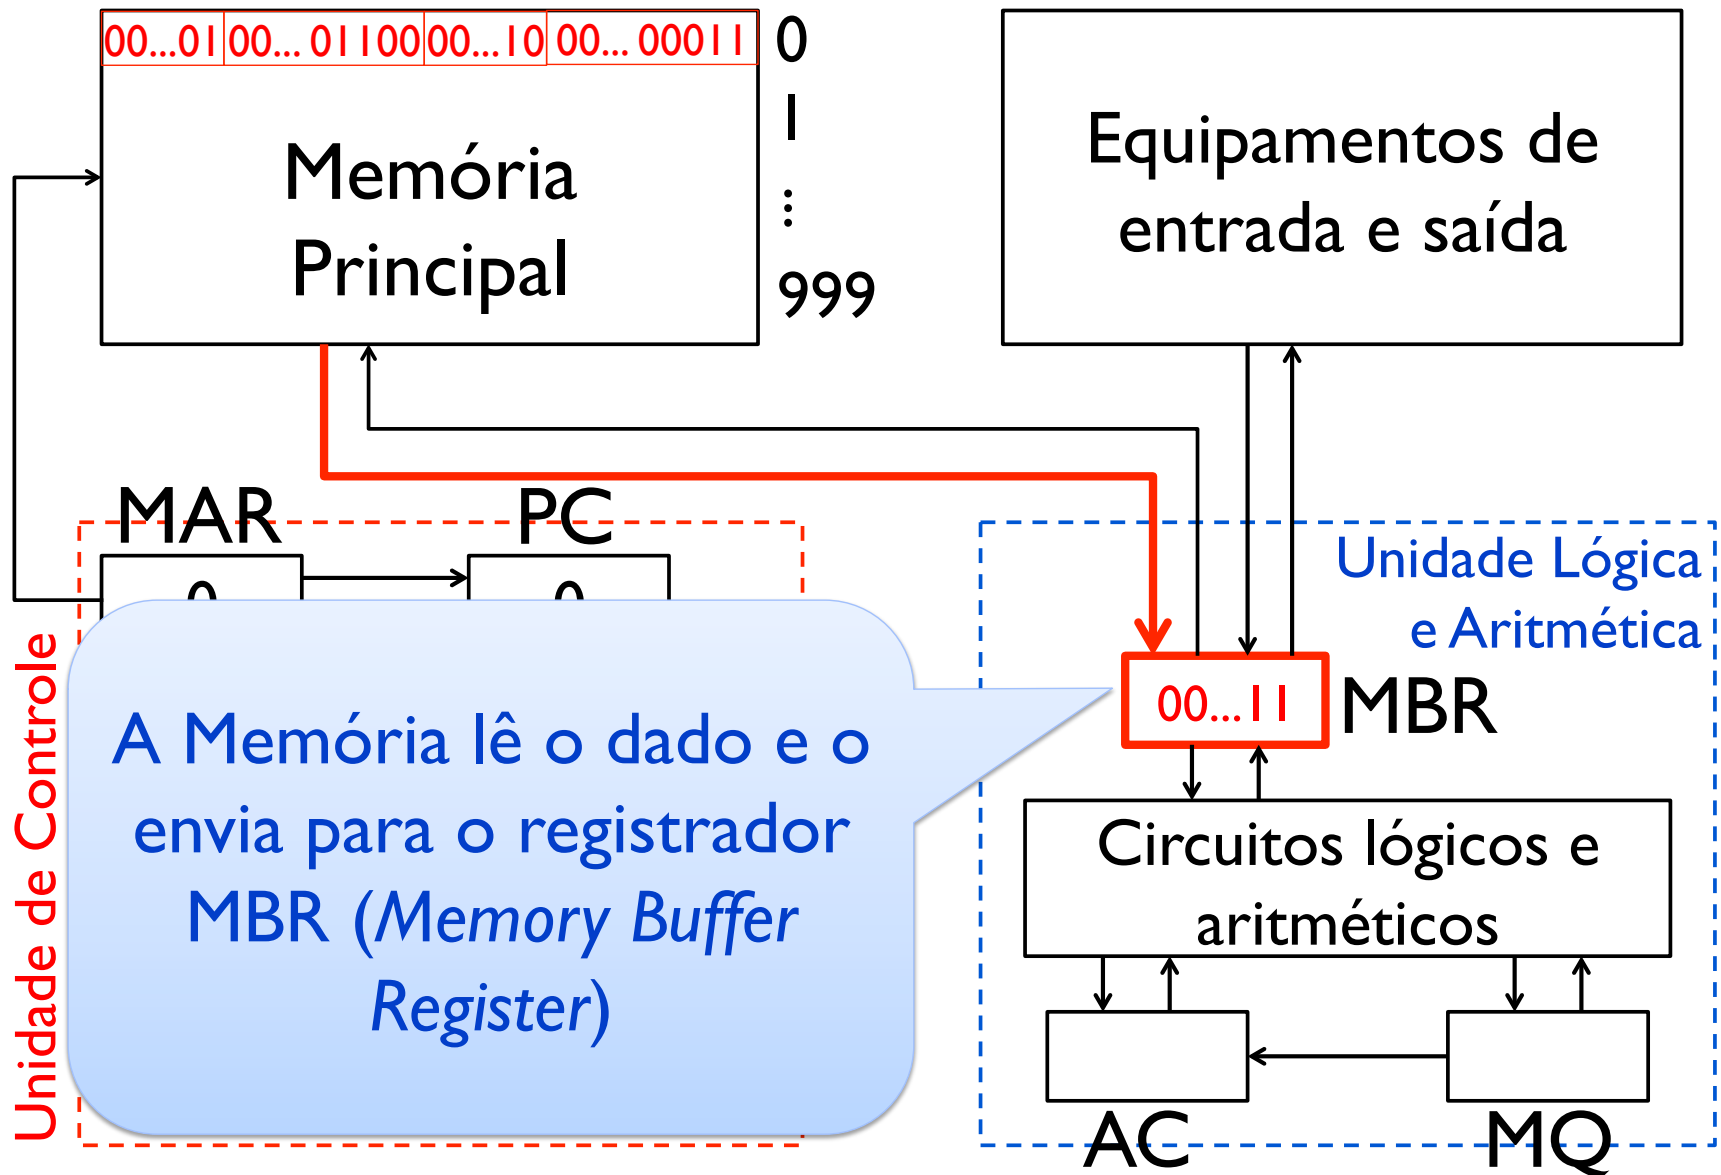 00...01 00... 01100 00...10 00... 00011 0
1
...
999
Memória
Principal
Equipamentos de
entrada e saída
MAR
PC
0
0
Unidade de Controle
A Memória lê o dado e o
envia para o registrador
MBR (Memory Buffer
Register)
Unidade Lógica
e Aritmética
00...11
MBR
Circuitos lógicos e
aritméticos
AC
MQ